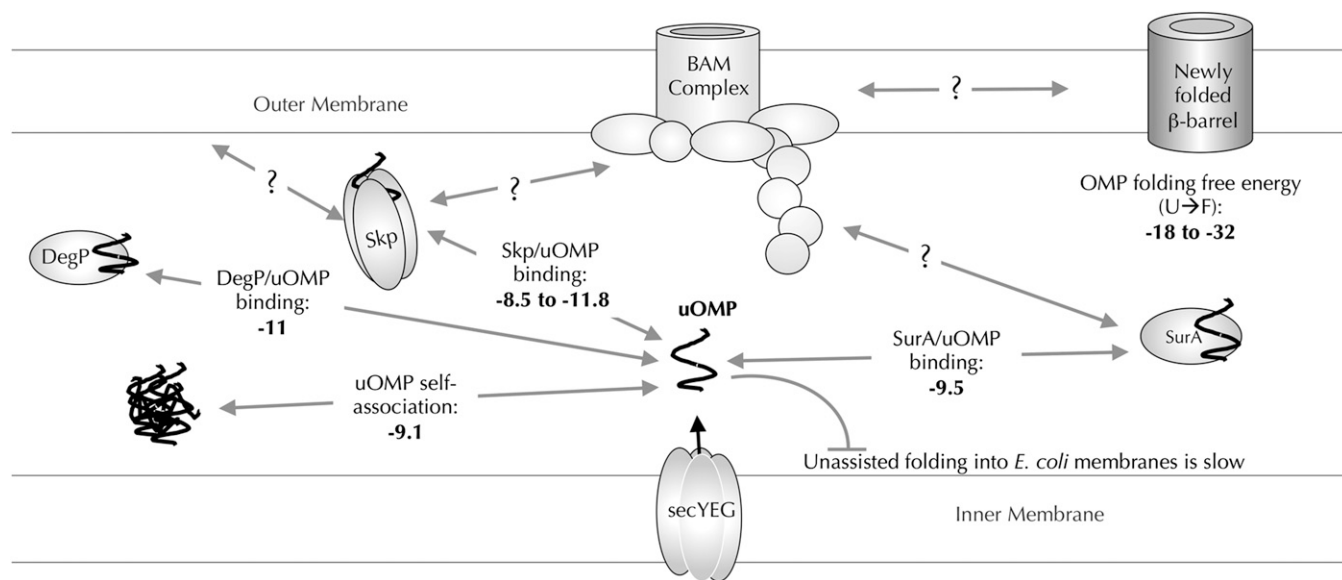 BAM
Complex
Newly
folded
β-barrel
?
Outer Membrane
?
?
Skp
OMP folding free energy
(U→F):
-18 to -32
DegP
DegP/uOMP
binding:
-11
Skp/uOMP
binding:
-8.5 to -11.8
?
uOMP
SurA/uOMP
binding:
-9.5
SurA
uOMP self-
association:
-9.1
Unassisted folding into E. coli membranes is slow
secYEG
Inner Membrane